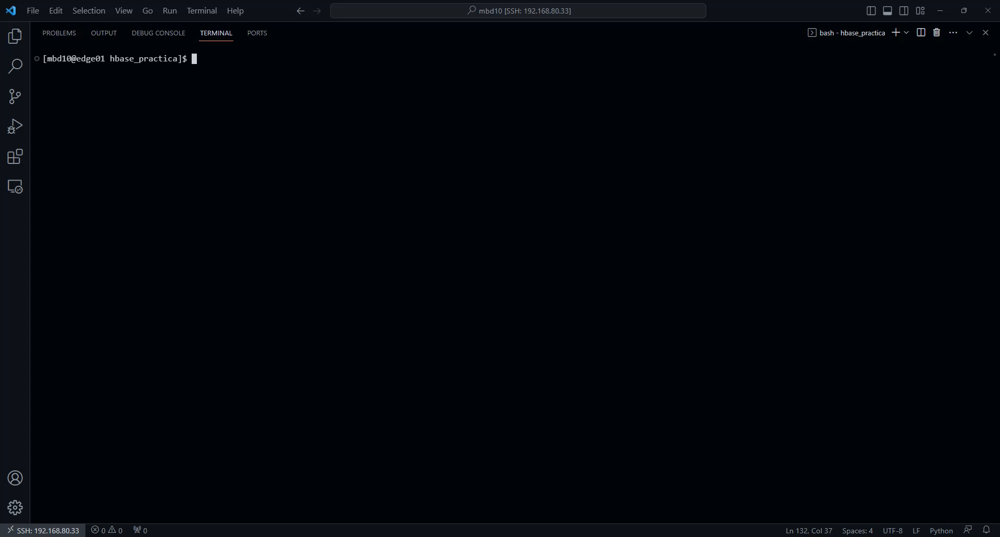 File Edit Selection View Go Run Terminal Help mbd10 [SSH: 192.168.80.33]
PROBLEMS OUTPUT DEBUG CONSOLE TERMINAL PORTS bash - hbase_practica
[mbd10@edge01 hbase_practica]$
SSH: 192.168.80.33 0 0 0 Ln 132, Col 37 Spaces: 4 UTF-8 LF Python